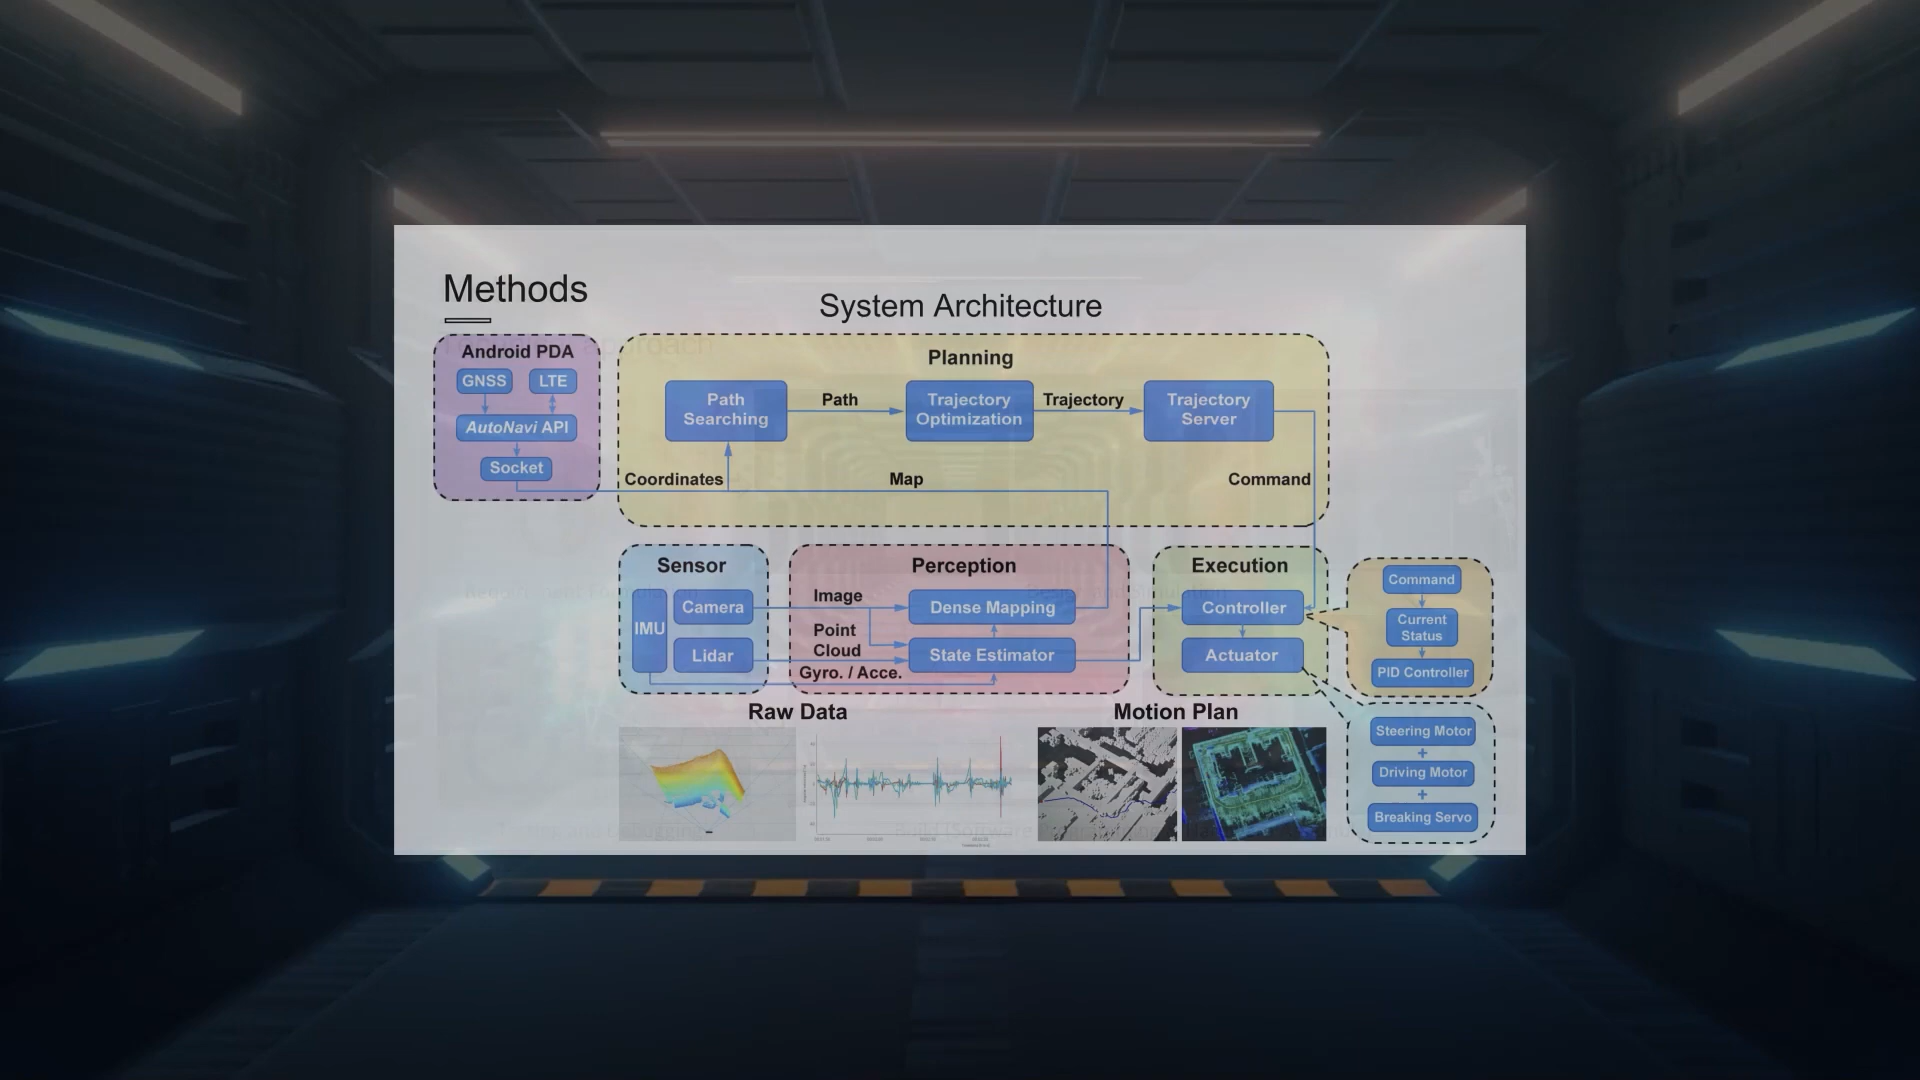 Methods
System Architecture
Android PDA
GNSS
LTE
AutoNavi API
Socket
Planning
Path
Searching
Path
Trajectory
Optimization
Trajectory
Trajectory
Server
Coordinates
Map
Command
Sensor
IMU
Camera
Lidar
Perception
Image
Point
Cloud
Gyro. / Acce.
Dense Mapping
State Estimator
Execution
Controller
Actuator
Command
Current
Status
PID Controller
Steering Motor
+
Driving Motor
+
Breaking Servo
Raw Data
Motion Plan